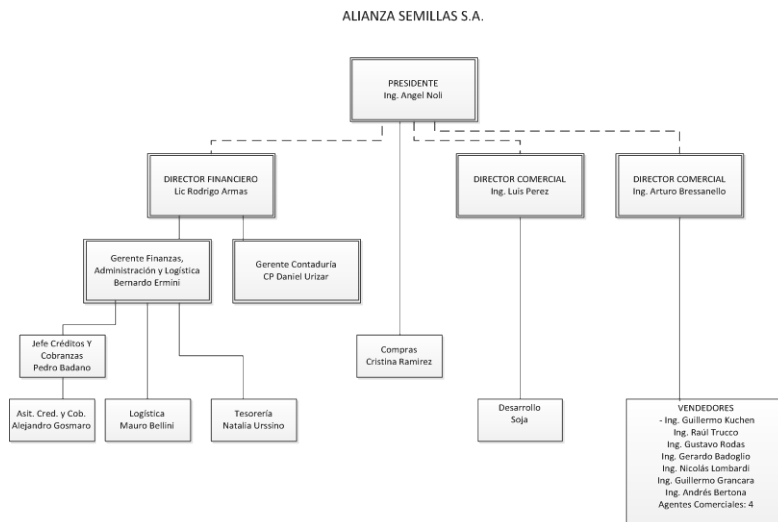 ALIANZA SEMILLAS S.A.
PRESIDENTE
Ing. Angel Noli
DIRECTOR FINANCIERO
Lic Rodrigo Armas
DIRECTOR COMERCIAL
Ing. Luis Perez
DIRECTOR COMERCIAL
Ing. Arturo Bressanello
Gerente Finanzas,
Administración y Logística
Bernardo Ermini
Gerente Contaduría
CP Daniel Urizar
Jefe Créditos Y
Cobranzas
Pedro Badano
Compras
Cristina Ramirez
Asit. Cred. y Cob.
Alejandro Gosmaro
Logística
Mauro Bellini
Tesorería
Natalia Urssino
Desarrollo
Soja
VENDEDORES
- Ing. Guillermo Kuchen
Ing. Raúl Trucco
Ing. Gustavo Rodas
Ing. Gerardo Badoglio
Ing. Nicolás Lombardi
Ing. Guillermo Grancara
Ing. Andrés Bertona
Agentes Comerciales: 4